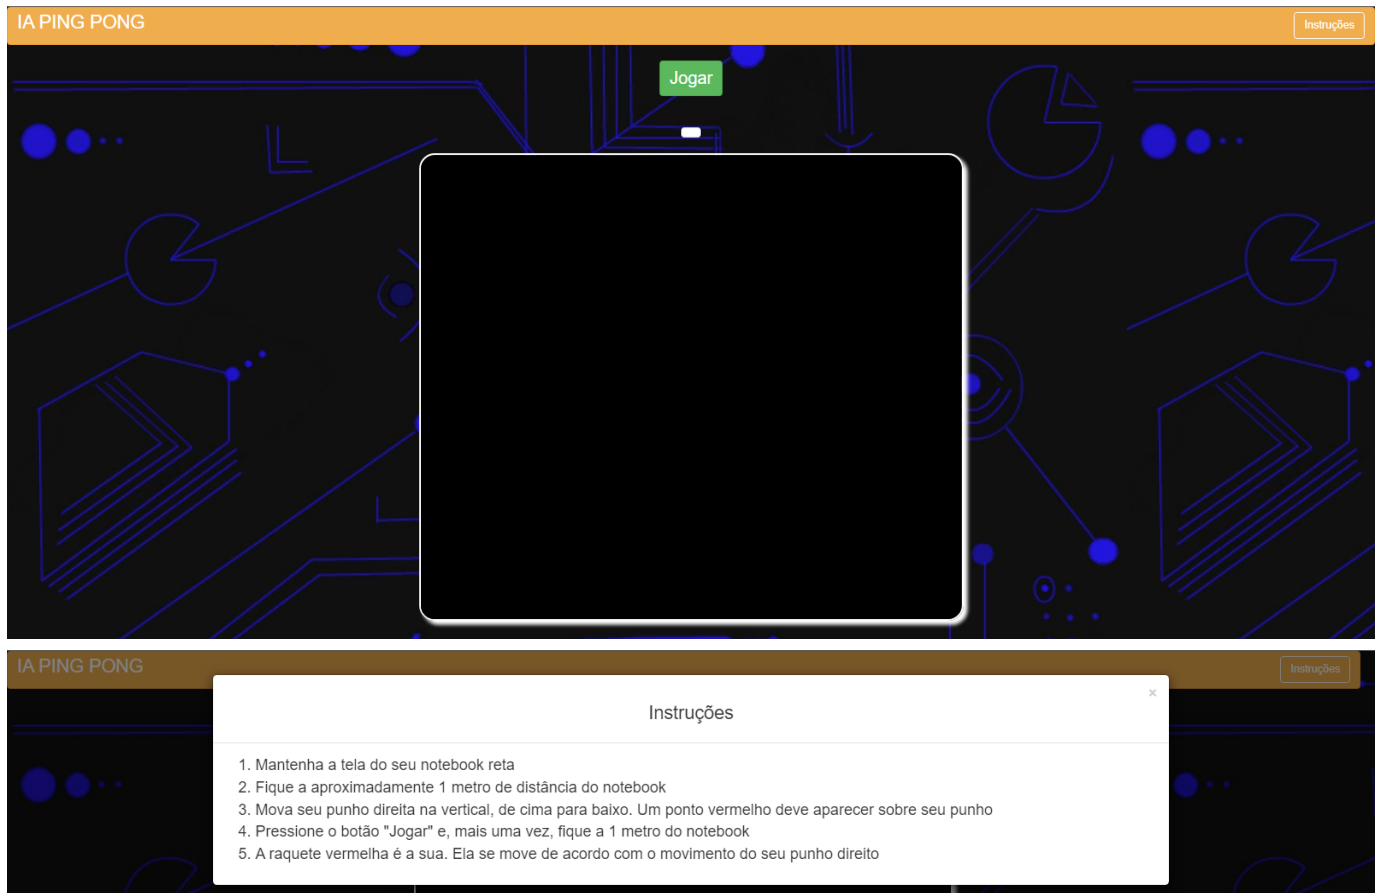 IA PING PONG
Instruções
Jogar
IA PING PONG
Instruções
×
Instruções
1. Mantenha a tela do seu notebook reta
2. Fique a aproximadamente 1 metro de distância do notebook
3. Mova seu punho direita na vertical, de cima para baixo. Um ponto vermelho deve aparecer sobre seu punho
4. Pressione o botão "Jogar" e, mais uma vez, fique a 1 metro do notebook
5. A raquete vermelha é a sua. Ela se move de acordo com o movimento do seu punho direito